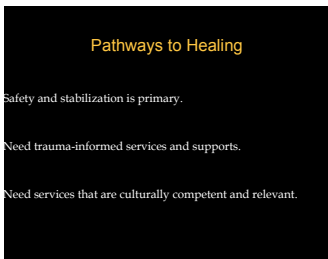 Pathways to Healing
Safety and stabilization is primary.
Need trauma-informed services and supports.
Need services that are culturally competent and relevant.